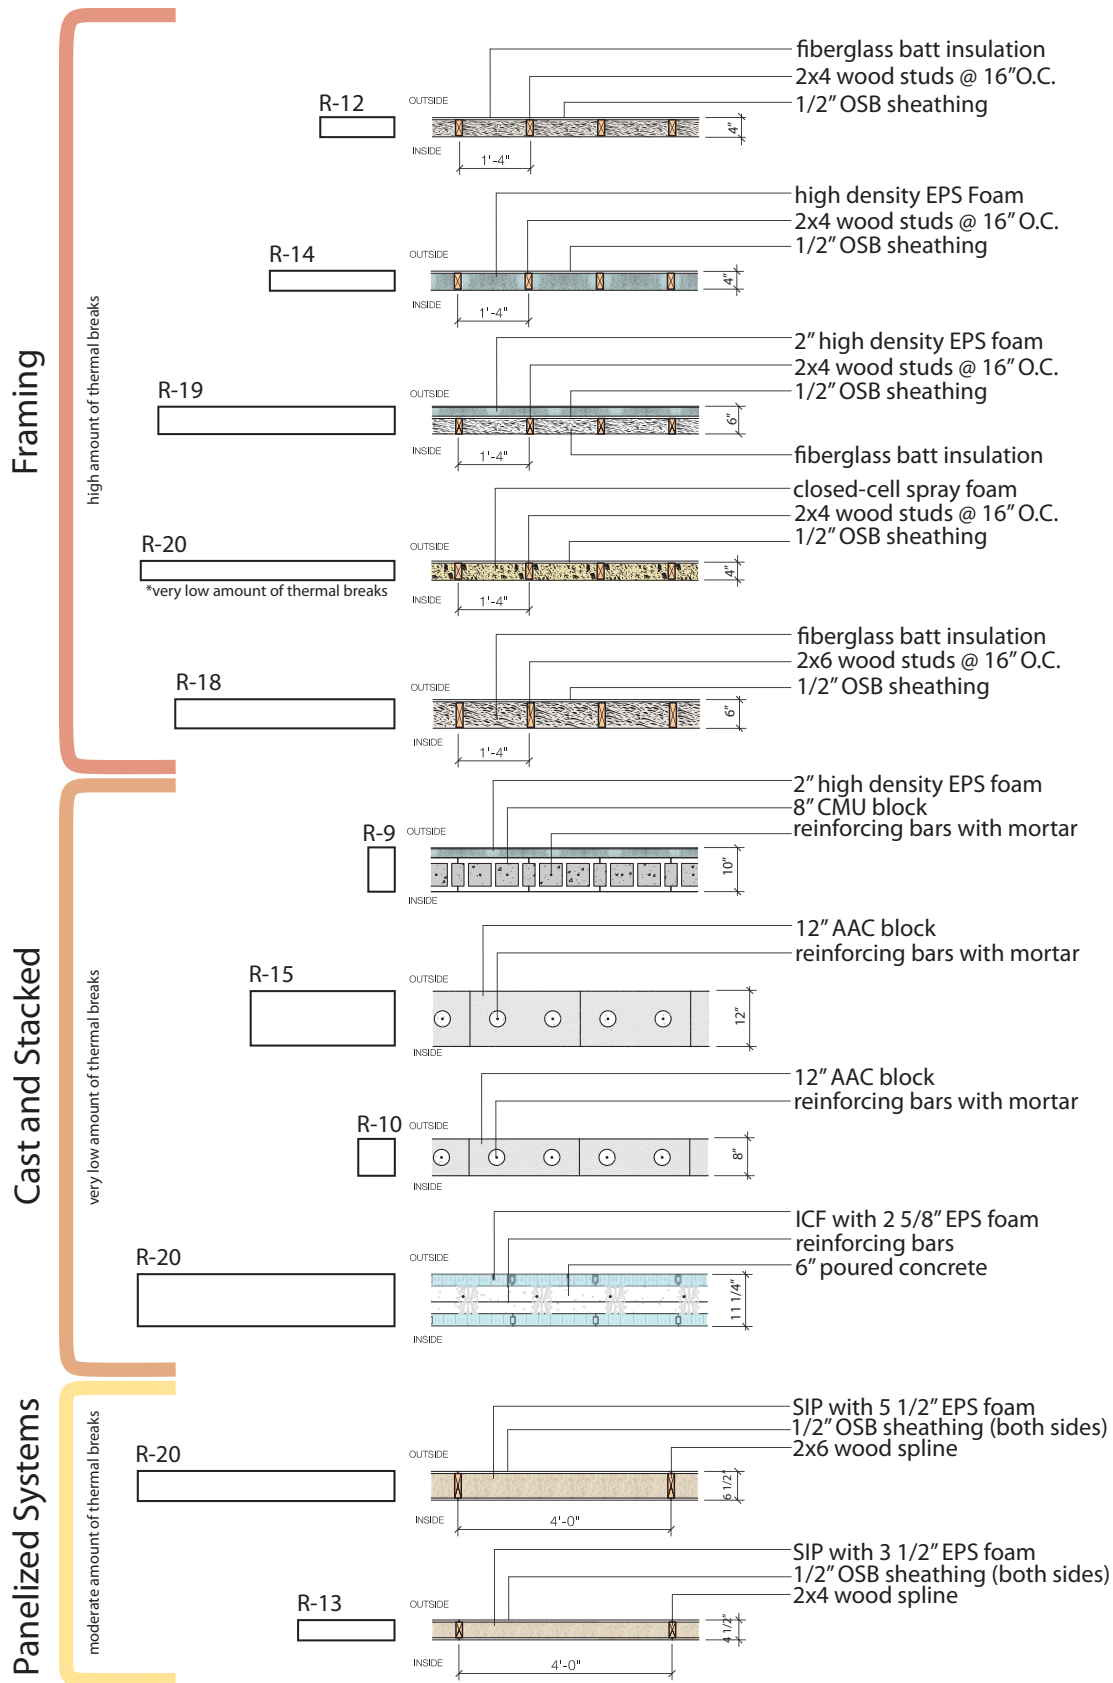 Framing
high amount of thermal breaks
R-12
OUTSIDE
INSIDE
fiberglass batt insulation
2x4 wood studs @ 16" O.C.
1/2" OSB sheathing
4"
1'-4"
R-14
OUTSIDE
INSIDE
high density EPS Foam
2x4 wood studs @ 16" O.C.
1/2" OSB sheathing
4"
1'-4"
R-19
OUTSIDE
INSIDE
2" high density EPS foam
2x4 wood studs @ 16" O.C.
1/2" OSB sheathing
6"
fiberglass batt insulation
1'-4"
R-20
*very low amount of thermal breaks
OUTSIDE
INSIDE
closed-cell spray foam
2x4 wood studs @ 16" O.C.
1/2" OSB sheathing
4"
1'-4"
R-18
OUTSIDE
INSIDE
fiberglass batt insulation
2x6 wood studs @ 16" O.C.
1/2" OSB sheathing
6"
1'-4"
Cast and Stacked
very low amount of thermal breaks
R-9
OUTSIDE
INSIDE
2" high density EPS foam
8" CMU block
reinforcing bars with mortar
10"
R-15
OUTSIDE
INSIDE
12" AAC block
reinforcing bars with mortar
12"
R-10
OUTSIDE
INSIDE
12" AAC block
reinforcing bars with mortar
8"
R-20
OUTSIDE
INSIDE
ICF with 2 5/8" EPS foam
reinforcing bars
6" poured concrete
11 1/4"
Panelized Systems
moderate amount of thermal breaks
R-20
OUTSIDE
INSIDE
SIP with 5 1/2" EPS foam
1/2" OSB sheathing (both sides)
2x6 wood spline
6 1/2"
4'-0"
R-13
OUTSIDE
INSIDE
SIP with 3 1/2" EPS foam
1/2" OSB sheathing (both sides)
2x4 wood spline
4 1/2"
4'-0"